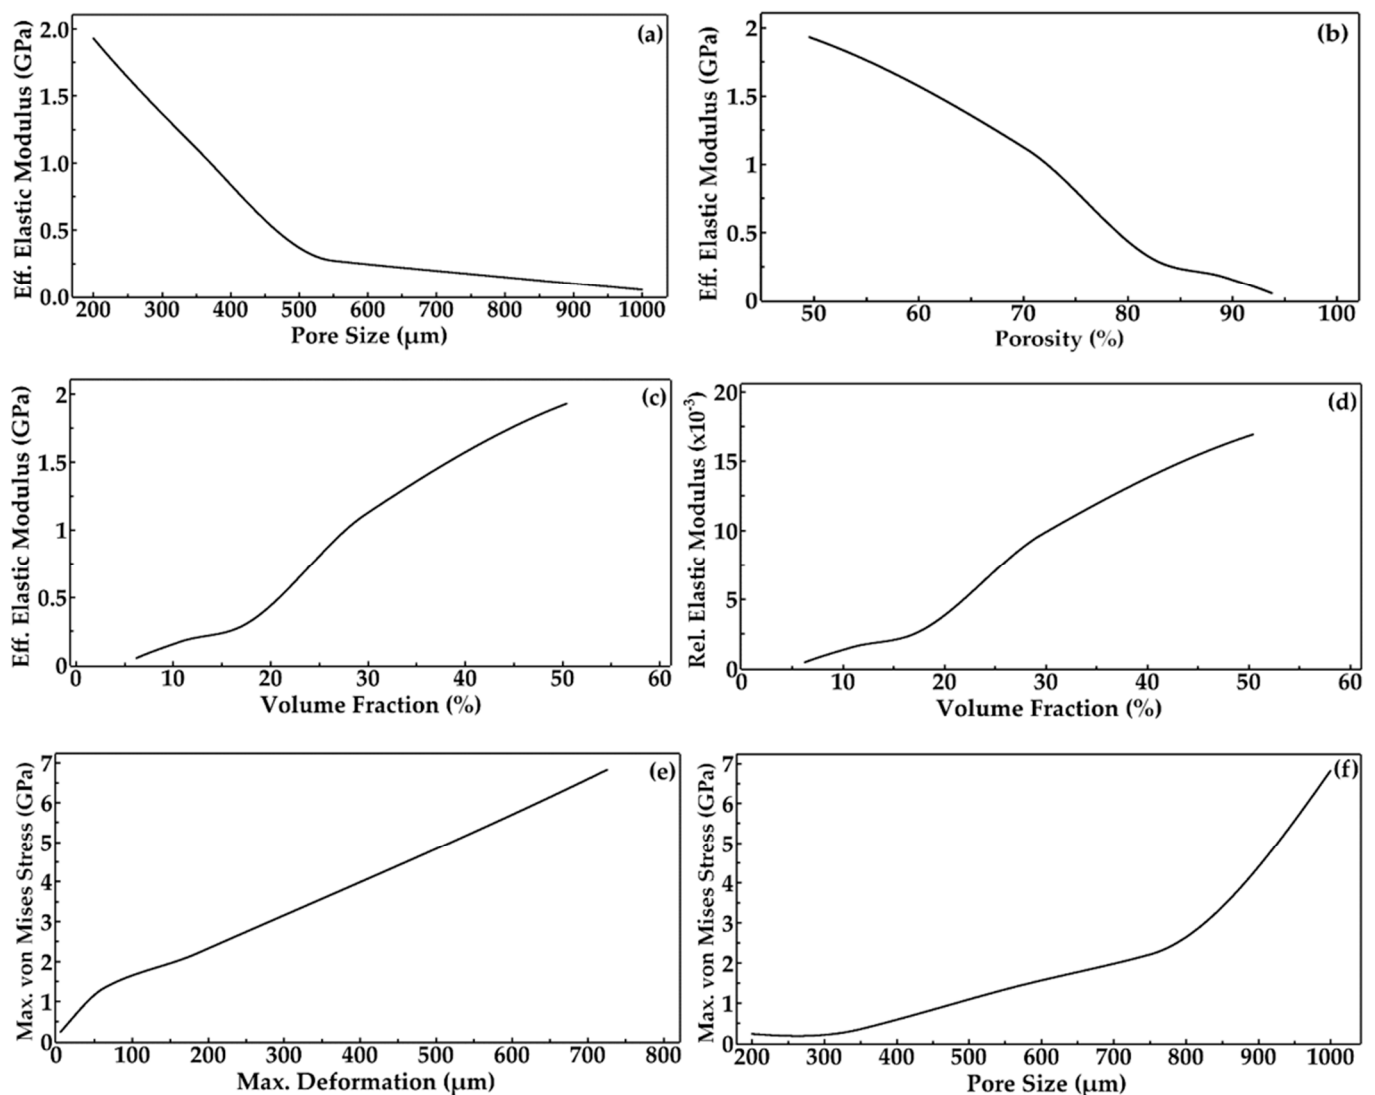 (a)
Eff. Elastic Modulus (GPa)
2.0
1.5
1.0
0.5
0.0
200 300 400 500 600 700 800 900 1000
Pore Size (μm)
(b)
Eff. Elastic Modulus (GPa)
2
1.5
1
0.5
0
50 60 70 80 90 100
Porosity (%)
(c)
Eff. Elastic Modulus (GPa)
2
1.5
1
0.5
0
0 10 20 30 40 50 60
Volume Fraction (%)
(d)
Rel. Elastic Modulus (x10⁻³)
20
15
10
5
0
0 10 20 30 40 50 60
Volume Fraction (%)
(e)
Max. von Mises Stress (GPa)
7
6
5
4
3
2
1
0
0 100 200 300 400 500 600 700 800
Max. Deformation (μm)
(f)
Max. von Mises Stress (GPa)
7
6
5
4
3
2
1
0
200 300 400 500 600 700 800 900 1000
Pore Size (μm)